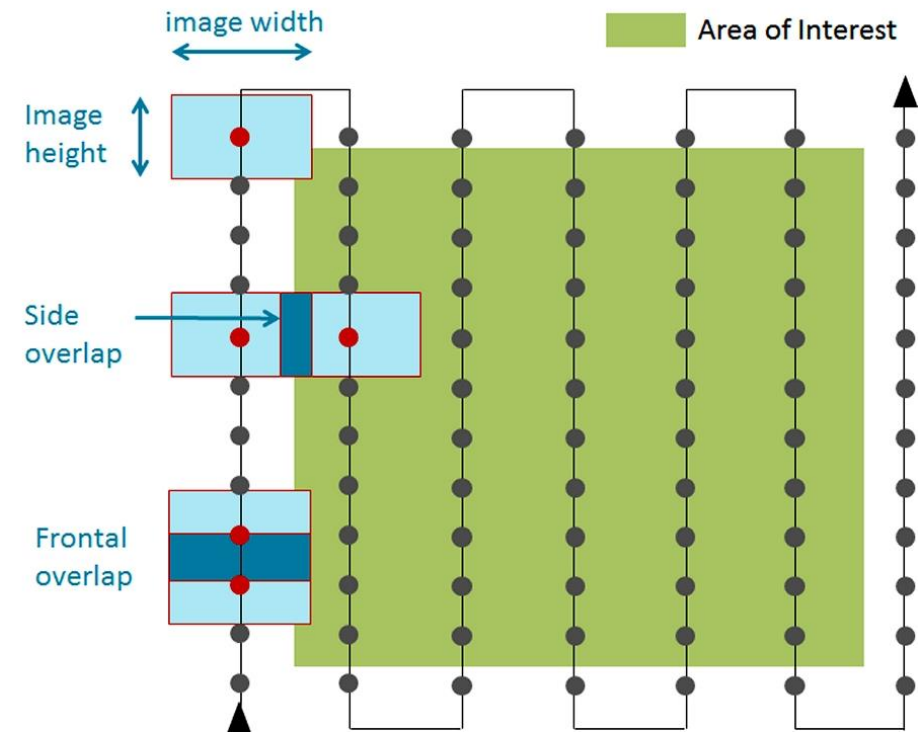 image width
Area of Interest
Image
height
Side
overlap
Frontal
overlap